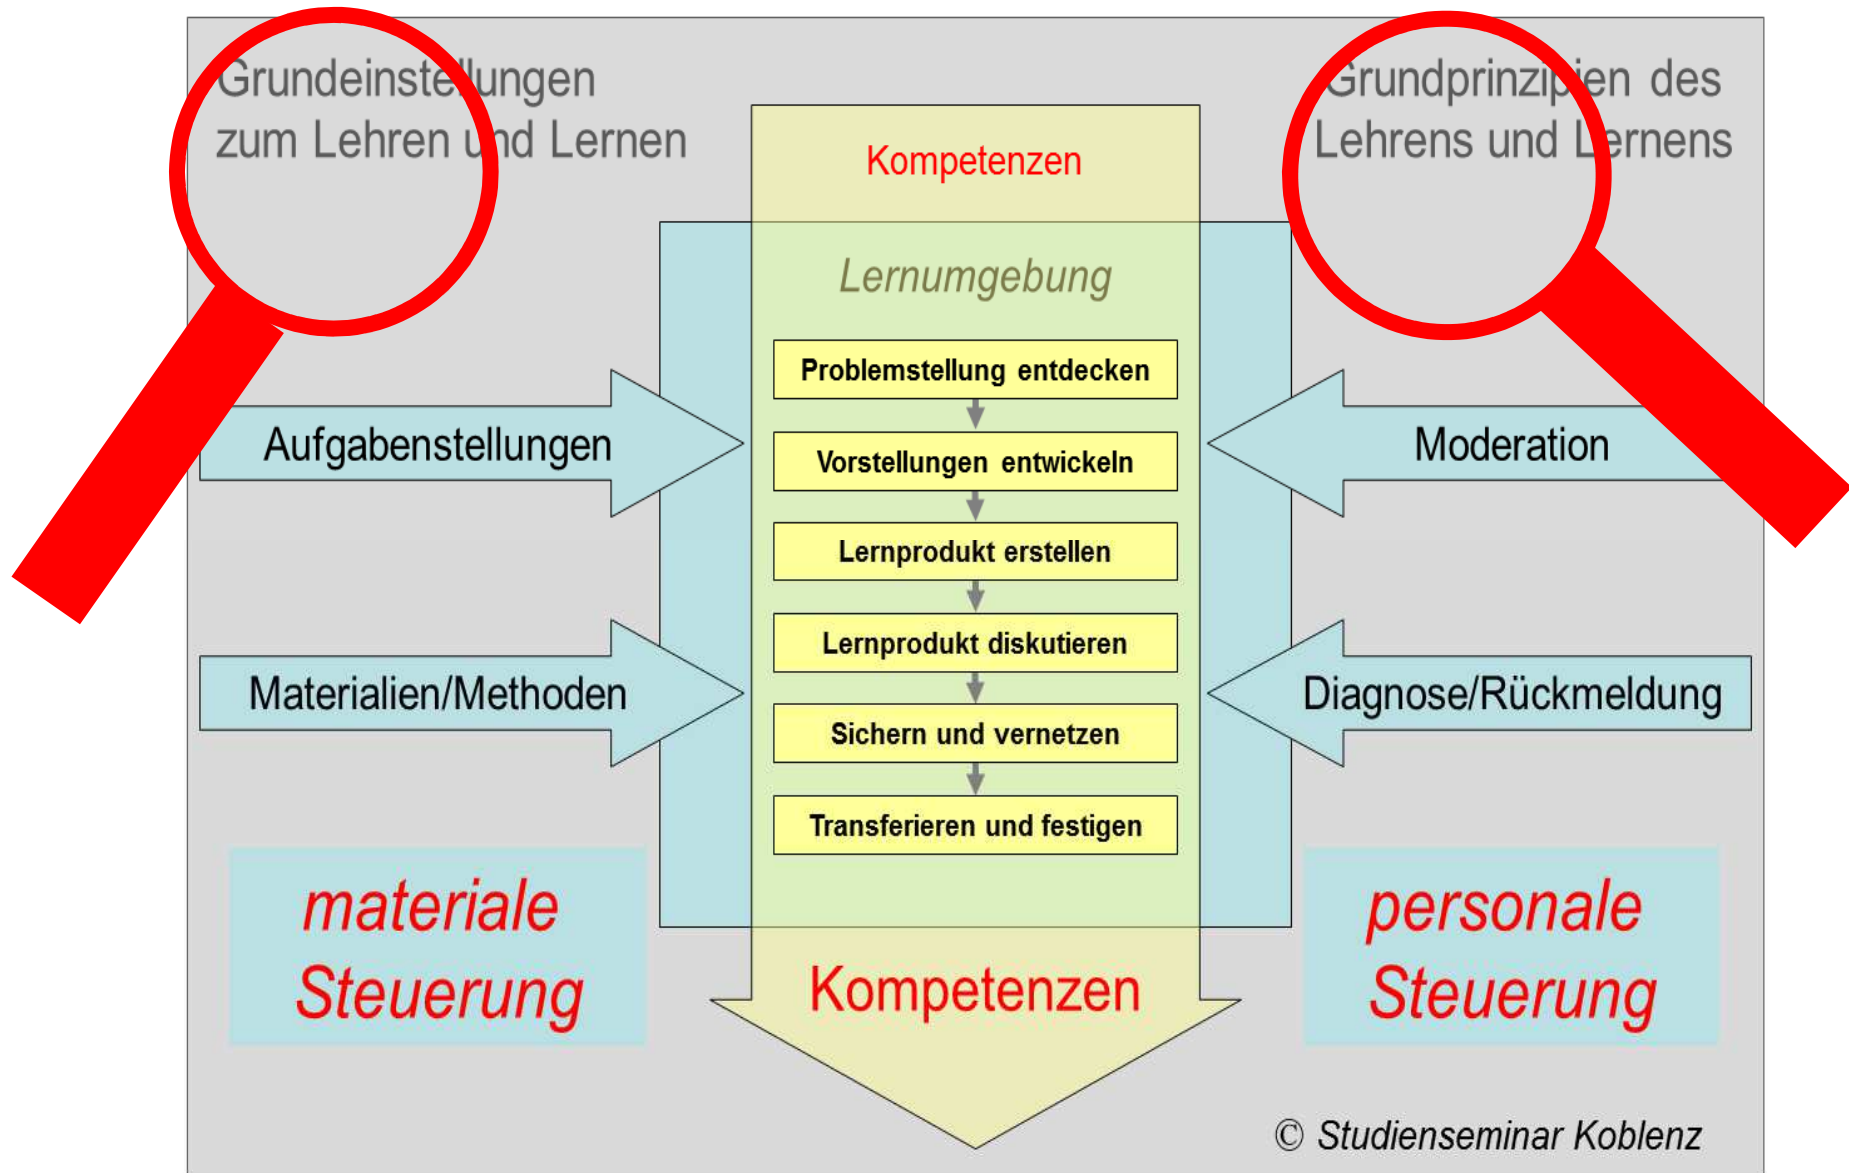 Grundeinstellungen
zum Lehren und Lernen
Grundprinzipien des
Lehrens und Lernens
Kompetenzen
Lernumgebung
Problemstellung entdecken
Vorstellungen entwickeln
Lernprodukt erstellen
Lernprodukt diskutieren
Sichern und vernetzen
Transferieren und festigen
Aufgabenstellungen
Materialien/Methoden
Moderation
Diagnose/Rückmeldung
materiale
Steuerung
personale
Steuerung
Kompetenzen
© Studienseminar Koblenz